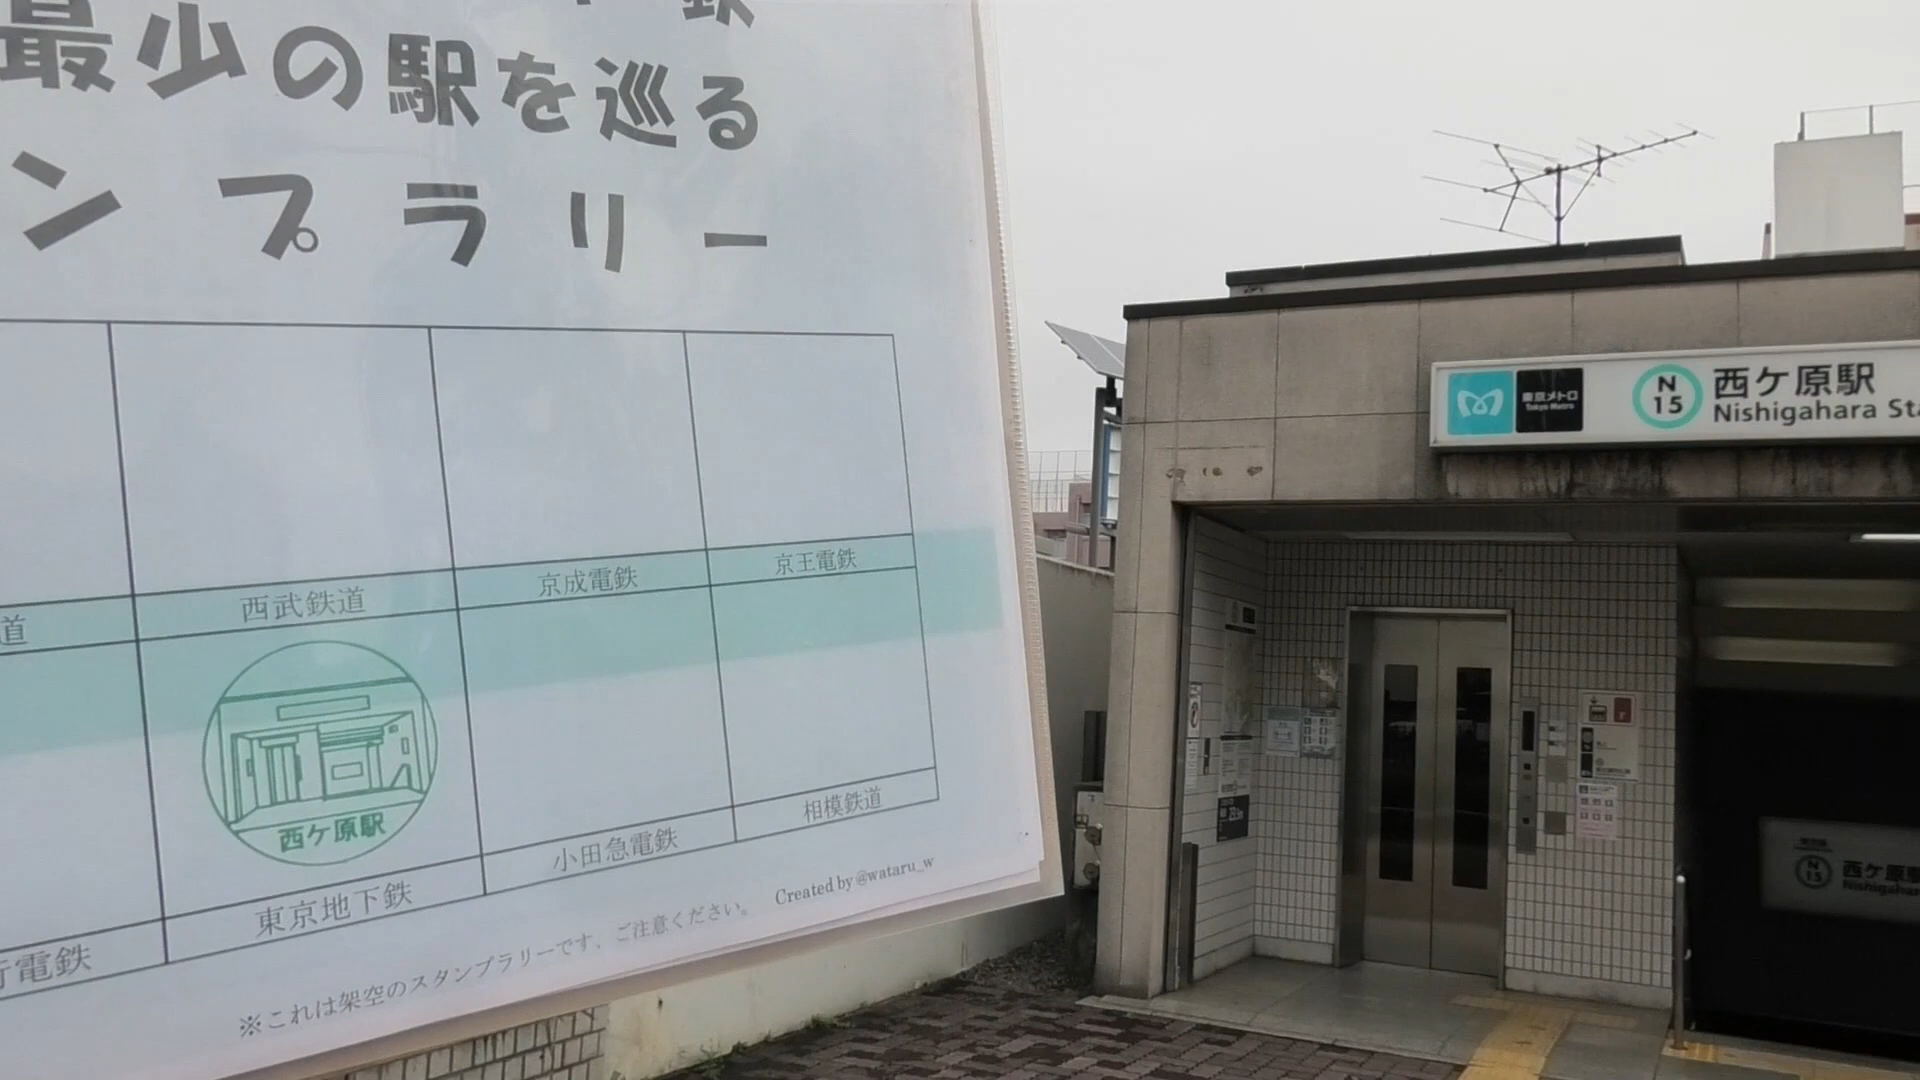 最少の駅を巡る
ンプラリー
道
西武鉄道
京成電鉄
京王電鉄
西ケ原駅
電鉄
東京地下鉄
小田急電鉄
相模鉄道
※これは架空のスタンプラリーです。ご注意ください。
Created by @wataru_w
東京メトロ
Tokyo Metro
N
15
西ケ原駅
Nishigahara Sta
N
15
西ケ原駅
Nishigahara